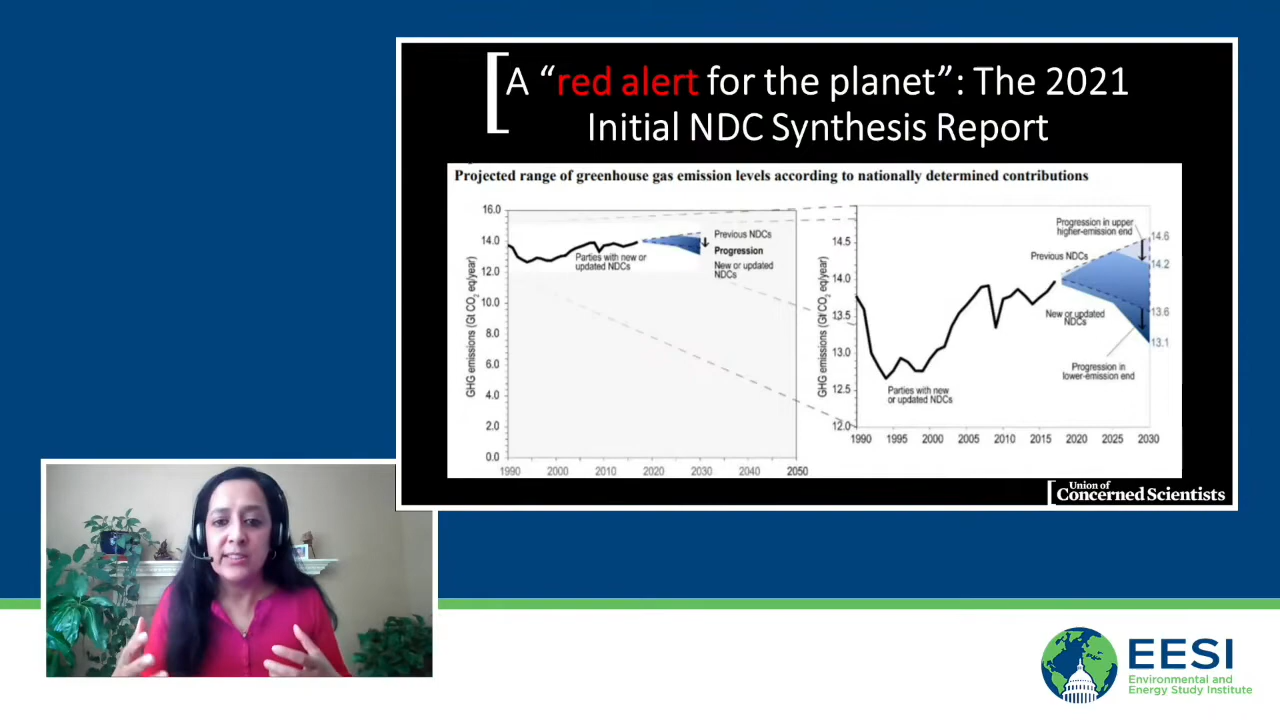 A “red alert for the planet”: The 2021
Initial NDC Synthesis Report
Projected range of greenhouse gas emission levels according to nationally determined contributions
GHG emissions (Gt CO2 eq/year)
16.0
14.0
12.0
10.0
8.0
6.0
4.0
2.0
0.0
1990
2000
2010
2020
2030
2040
2050
Parties with new or
updated NDCs
Previous NDCs
Progression
New or updated
NDCs
GHG emissions (Gt CO2 eq/year)
14.5
14.0
13.5
13.0
12.5
12.0
1990
1995
2000
2005
2010
2015
2020
2025
2030
Progression in upper
higher-emission end
Previous NDCs
14.6
14.2
13.6
13.1
New or updated
NDCs
Progression in
lower-emission end
Parties with new
or updated NDCs
Union of
Concerned Scientists
EESI
Environmental and
Energy Study Institute